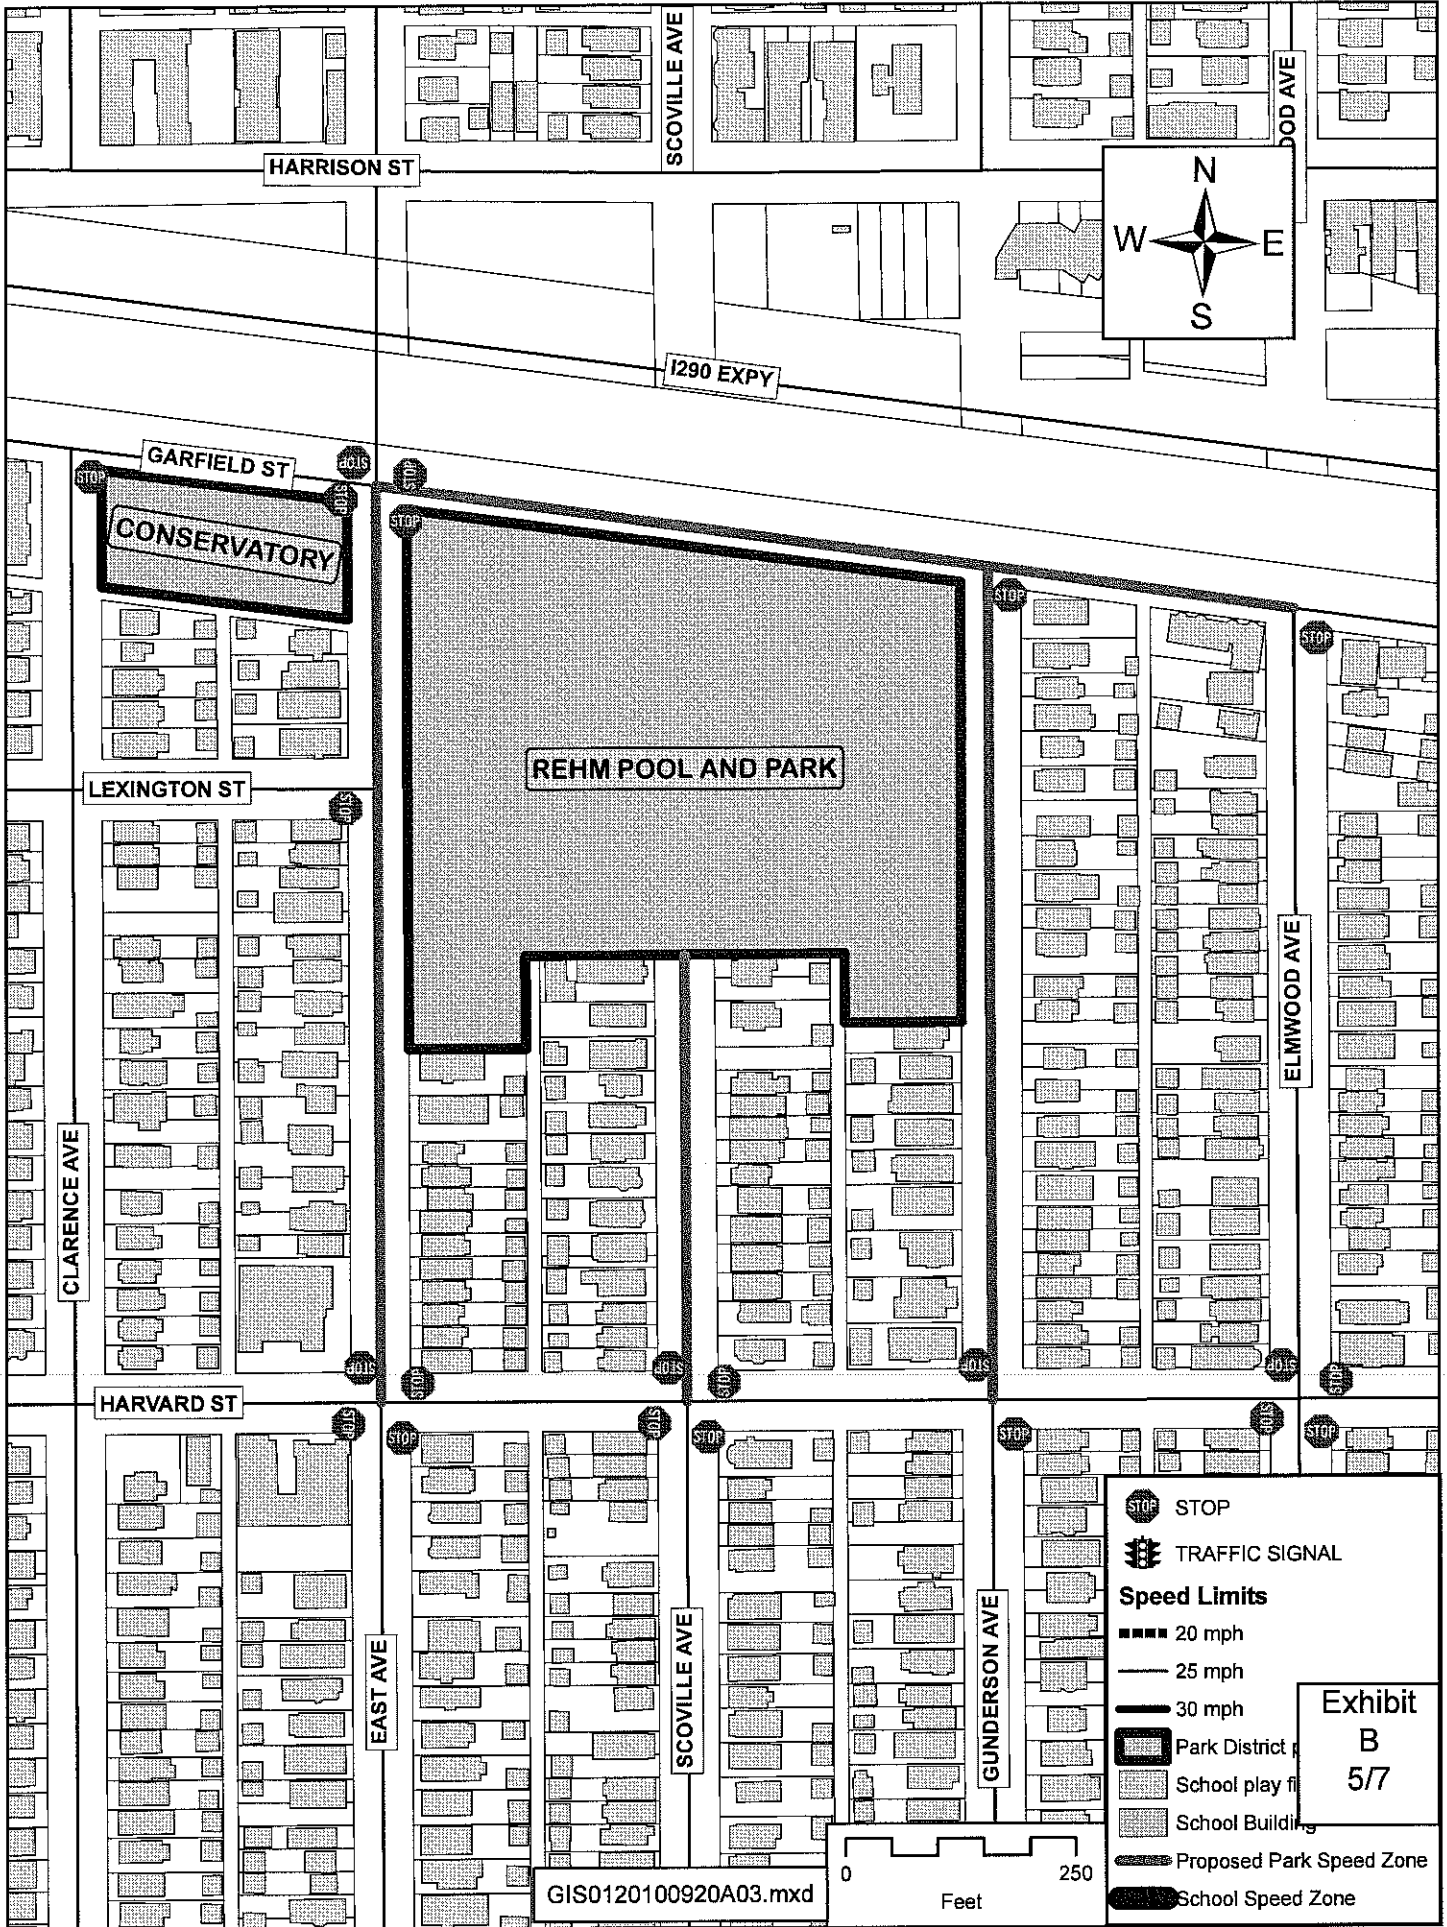 SCOVILLE AVE
OOD AVE
HARRISON ST
N
W
E
S
I290 EXPY
GARFIELD ST
STOP
STOP
STOP
STOP
STOP
CONSERVATORY
STOP
STOP
REHM POOL AND PARK
LEXINGTON ST
STOP
ELMWOOD AVE
CLARENCE AVE
STOP
STOP
STOP
STOP
STOP
STOP
STOP
HARVARD ST
STOP
STOP
STOP
STOP
STOP
STOP
STOP
EAST AVE
SCOVILLE AVE
GUNDERSON AVE
STOP
STOP
TRAFFIC SIGNAL
Speed Limits
20 mph
25 mph
30 mph
Park District p
School play fi
School Building
Proposed Park Speed Zone
School Speed Zone
Exhibit
B
5/7
0
250
Feet
GIS0120100920A03.mxd